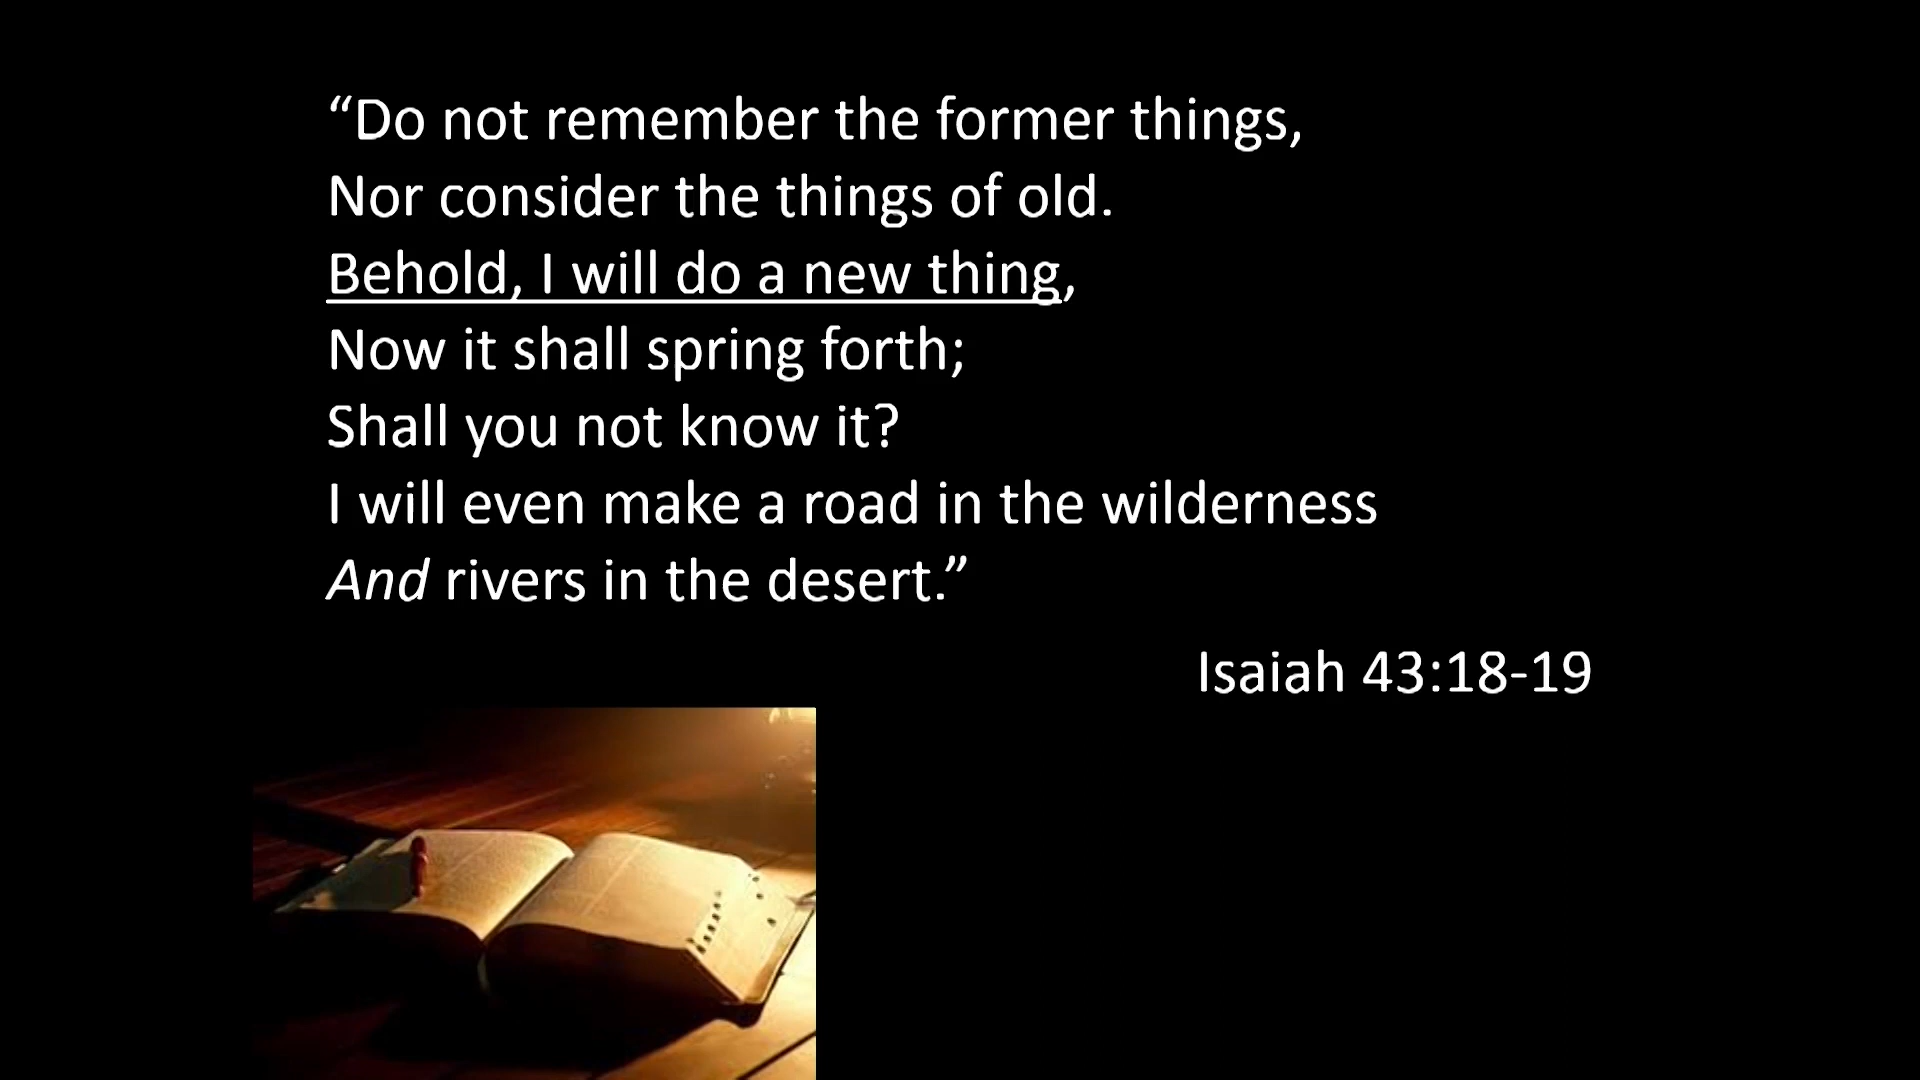 “Do not remember the former things,
Nor consider the things of old.
Behold, I will do a new thing,
Now it shall spring forth;
Shall you not know it?
I will even make a road in the wilderness
And rivers in the desert.”
Isaiah 43:18-19